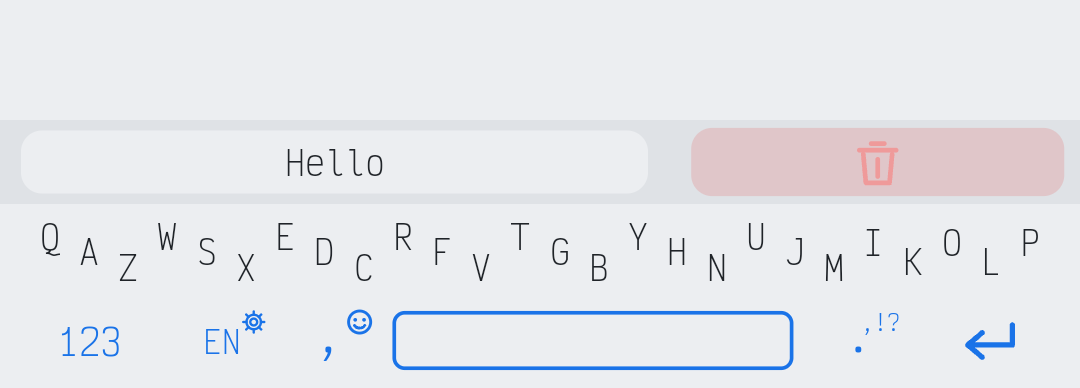 Hello
Q A Z W S X E D C R F V T G B Y H N U J M I K O L P
123 EN , . ,!?